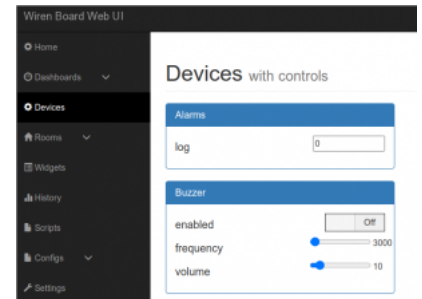 Wiren Board Web UI
Home
Dashboards
Devices
Rooms
Widgets
History
Scripts
Configs
Settings
Devices with controls
Alarms
log 0
Buzzer
enabled Off
frequency 3000
volume 10